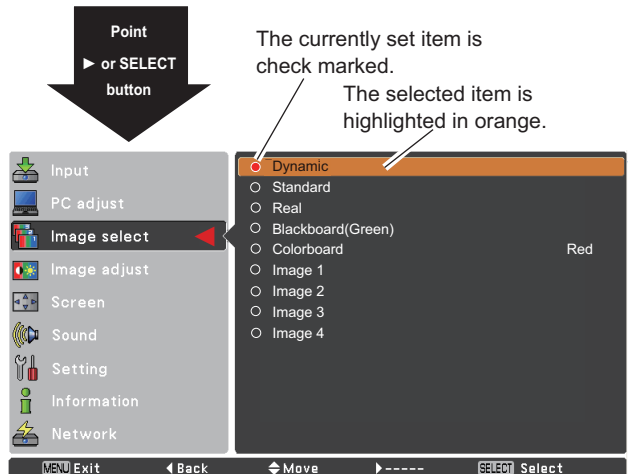 Point
► or SELECT
button
The currently set item is
check marked.
The selected item is
highlighted in orange.
Input
PC adjust
Image select
Image adjust
Screen
Sound
Setting
Information
Network
Dynamic
Standard
Real
Blackboard(Green)
Colorboard Red
Image 1
Image 2
Image 3
Image 4
MENU Exit ◄Back Move ►----- SELECT Select